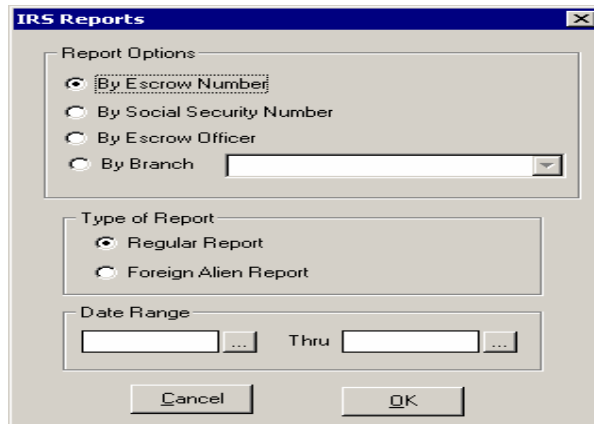 IRS Reports
Report Options
By Escrow Number
By Social Security Number
By Escrow Officer
By Branch
Type of Report
Regular Report
Foreign Alien Report
Date Range
... Thru ...
Cancel OK